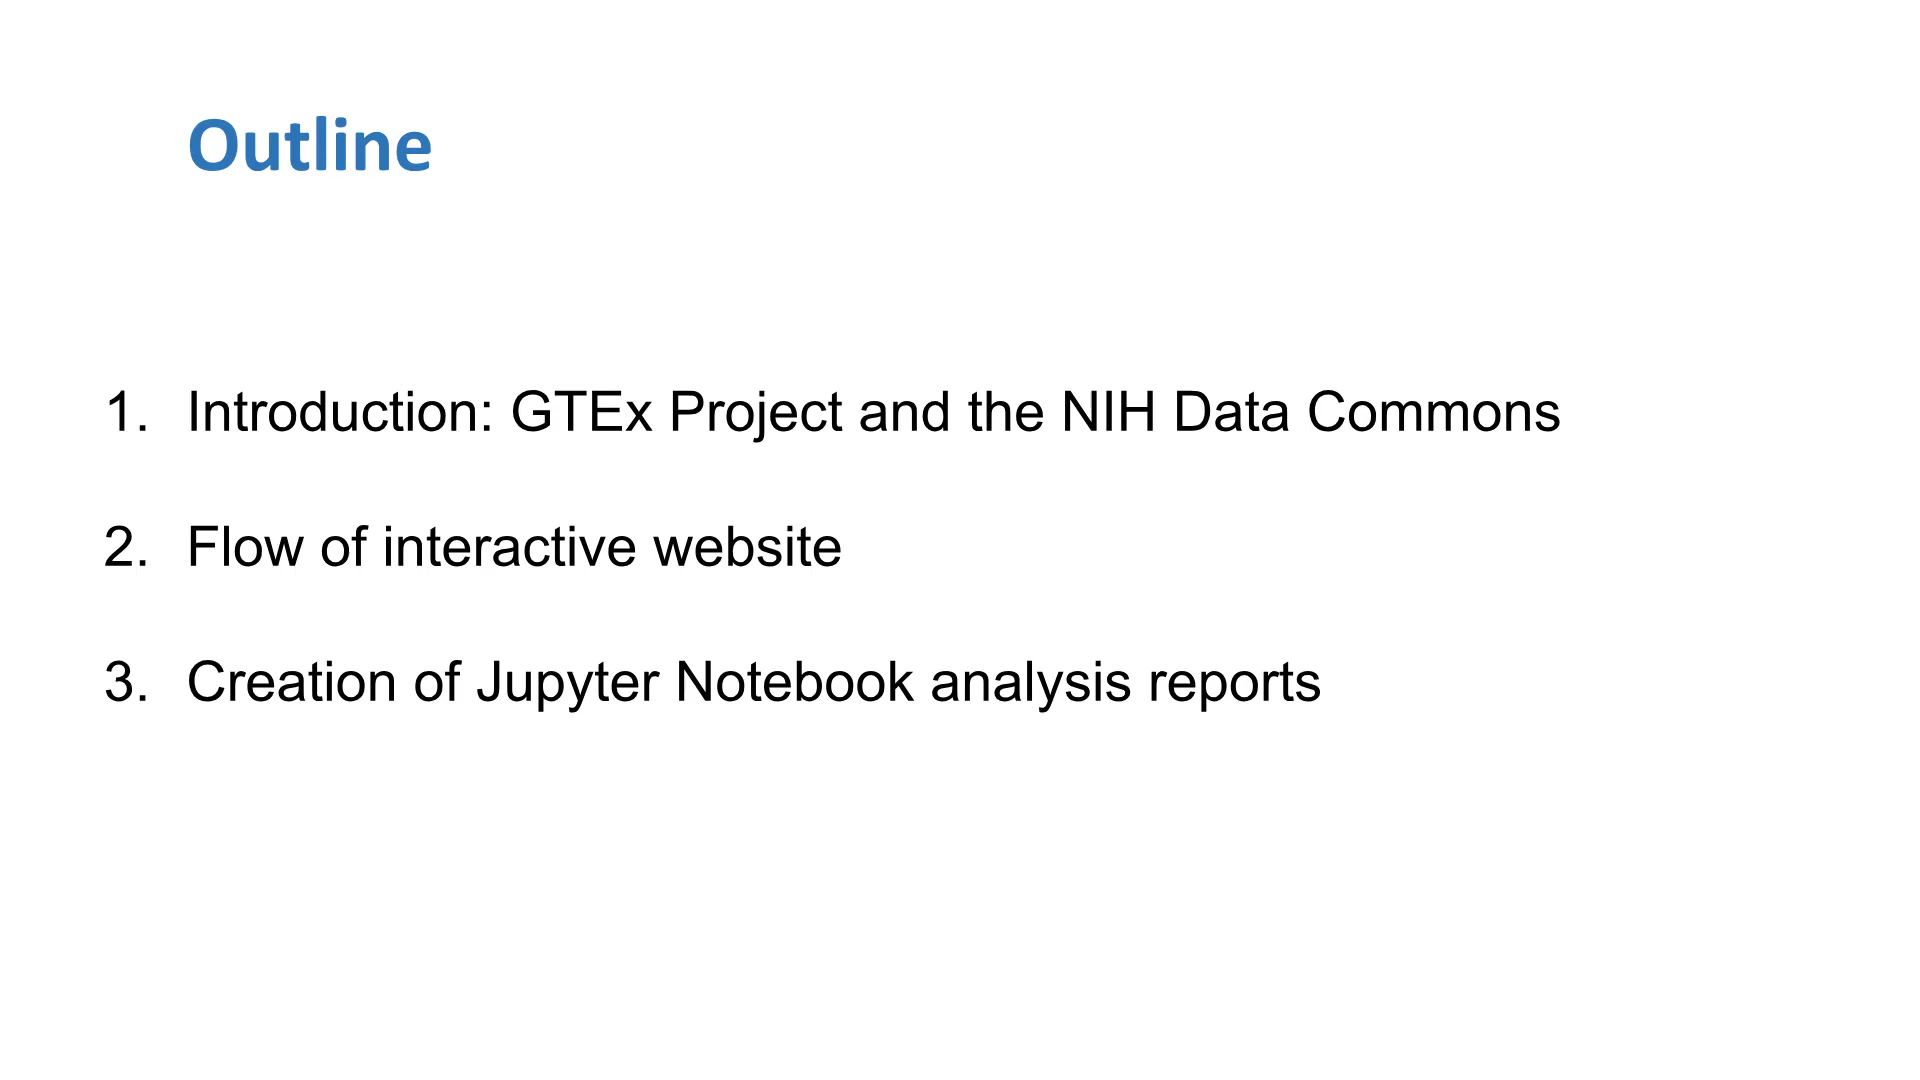 Outline
1. Introduction: GTEx Project and the NIH Data Commons
2. Flow of interactive website
3. Creation of Jupyter Notebook analysis reports